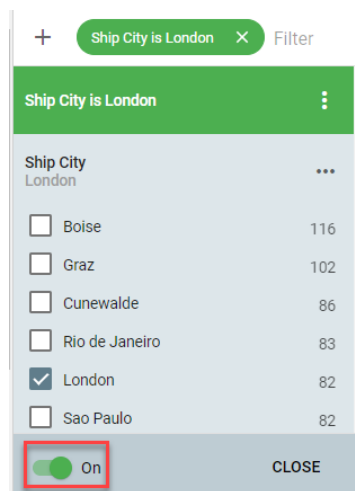 + Ship City is London × Filter
Ship City is London
Ship City
London
Boise 116
Graz 102
Cunewalde 86
Rio de Janeiro 83
London 82
Sao Paulo 82
On CLOSE